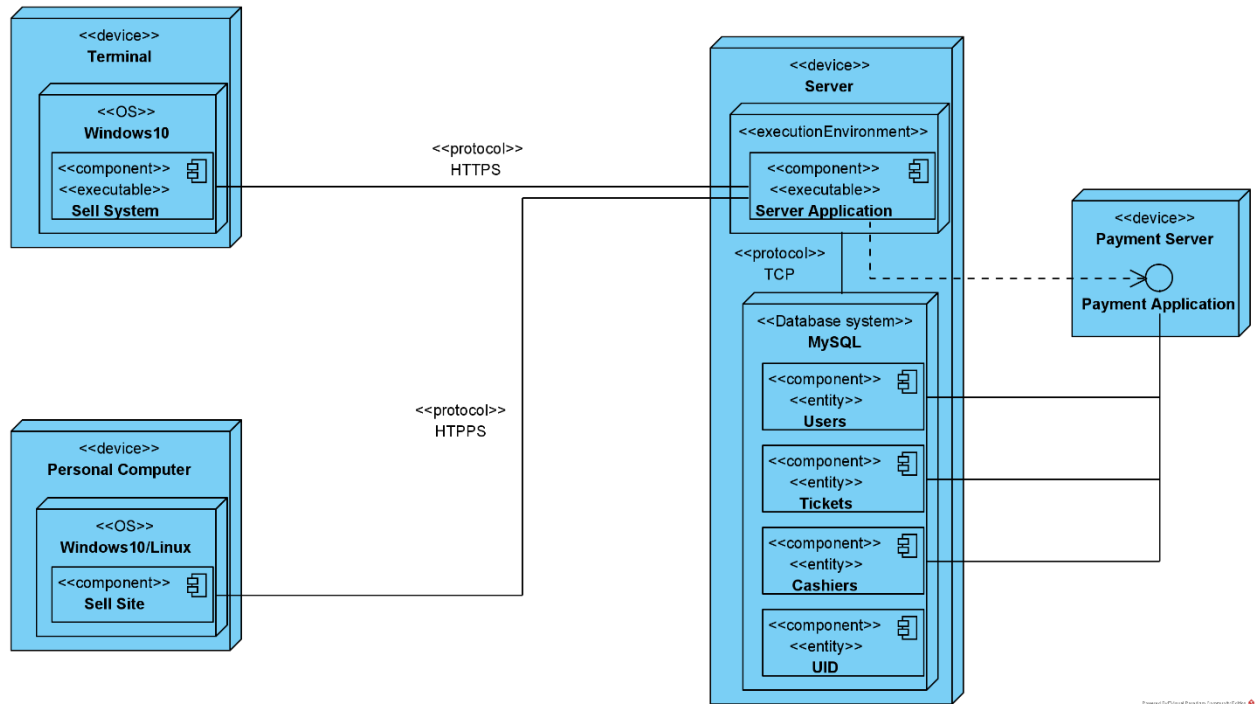 <<device>>
Terminal
<<OS>>
Windows10
<<component>>
<<executable>>
Sell System
<<protocol>>
HTTPS
<<device>>
Server
<<executionEnvironment>>
<<component>>
<<executable>>
Server Application
<<protocol>>
TCP
<<device>>
Payment Server
Payment Application
<<Database system>>
MySQL
<<component>>
<<entity>>
Users
<<component>>
<<entity>>
Tickets
<<component>>
<<entity>>
Cashiers
<<component>>
<<entity>>
UID
<<protocol>>
HTPPS
<<device>>
Personal Computer
<<OS>>
Windows10/Linux
<<component>>
Sell Site